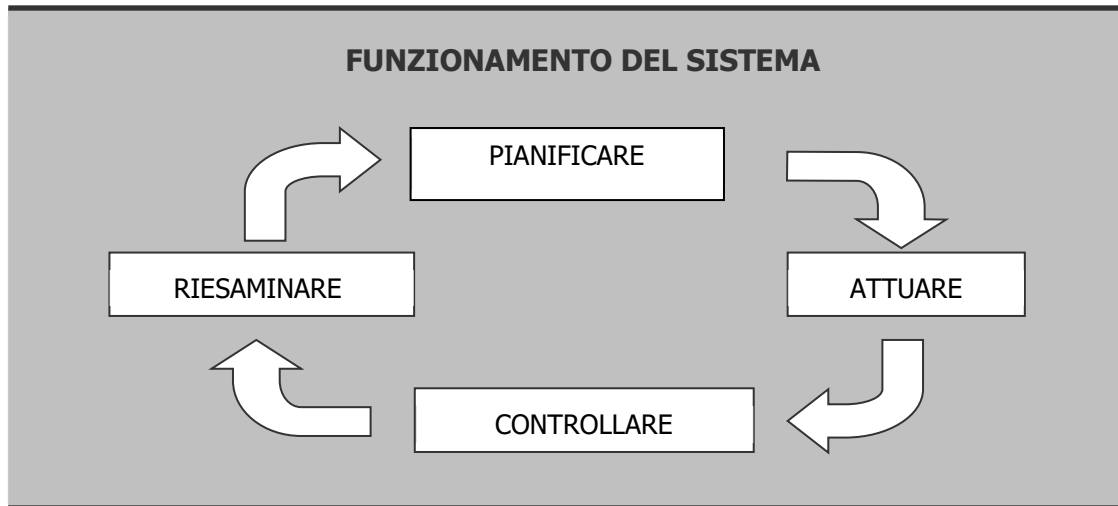 FUNZIONAMENTO DEL SISTEMA
PIANIFICARE
RIESAMINARE
ATTUARE
CONTROLLARE